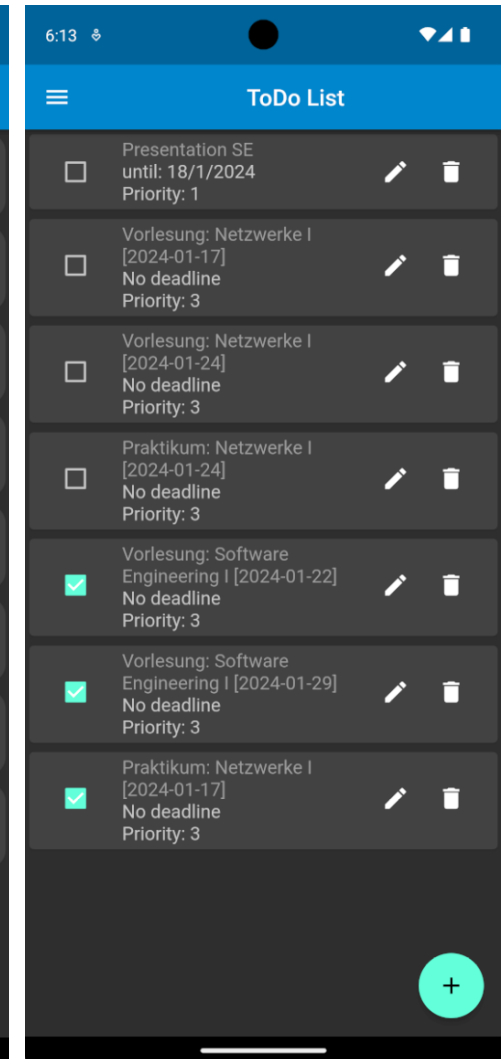 6:13
ToDo List
Presentation SE
until: 18/1/2024
Priority: 1
Vorlesung: Netzwerke I
[2024-01-17]
No deadline
Priority: 3
Vorlesung: Netzwerke I
[2024-01-24]
No deadline
Priority: 3
Praktikum: Netzwerke I
[2024-01-24]
No deadline
Priority: 3
Vorlesung: Software
Engineering I [2024-01-22]
No deadline
Priority: 3
Vorlesung: Software
Engineering I [2024-01-29]
No deadline
Priority: 3
Praktikum: Netzwerke I
[2024-01-17]
No deadline
Priority: 3